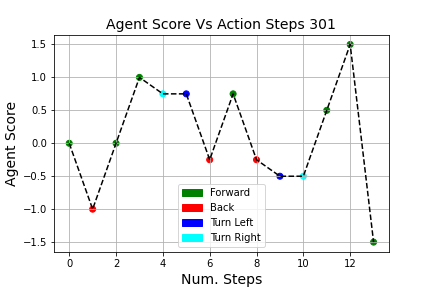 Agent Score Vs Action Steps 301
1.5
1.0
0.5
0.0
−0.5
−1.0
−1.5
Agent Score
Forward
Back
Turn Left
Turn Right
0 2 4 6 8 10 12
Num. Steps